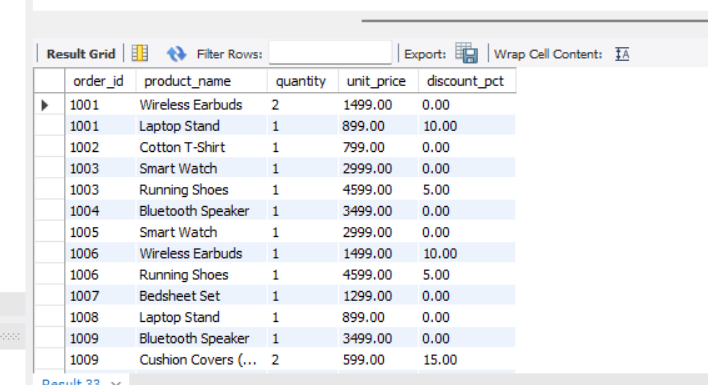 Result Grid Filter Rows: Export: Wrap Cell Content:
order_id product_name quantity unit_price discount_pct
1001 Wireless Earbuds 2 1499.00 0.00
1001 Laptop Stand 1 899.00 10.00
1002 Cotton T-Shirt 1 799.00 0.00
1003 Smart Watch 1 2999.00 0.00
1003 Running Shoes 1 4599.00 5.00
1004 Bluetooth Speaker 1 3499.00 0.00
1005 Smart Watch 1 2999.00 0.00
1006 Wireless Earbuds 1 1499.00 10.00
1006 Running Shoes 1 4599.00 5.00
1007 Bedsheet Set 1 1299.00 0.00
1008 Laptop Stand 1 899.00 0.00
1009 Bluetooth Speaker 1 3499.00 0.00
1009 Cushion Covers (... 2 599.00 15.00
Result 33